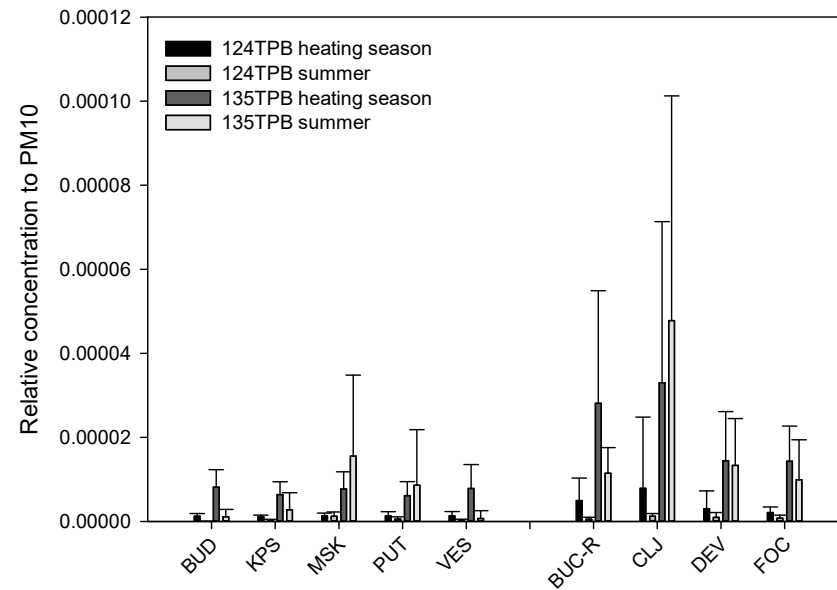 0.00012
0.00010
0.00008
0.00006
0.00004
0.00002
0.00000
Relative concentration to PM10
124TPB heating season
124TPB summer
135TPB heating season
135TPB summer
BUD
KPS
MSK
PUT
VES
BUC-R
CLJ
DEV
FOC